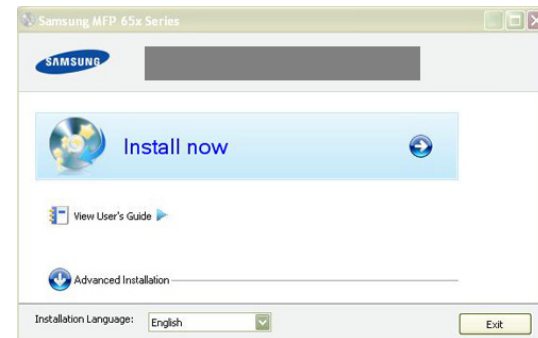 Samsung MFP 65x Series
SAMSUNG
Install now
View User's Guide
Advanced Installation
Installation Language: English
Exit